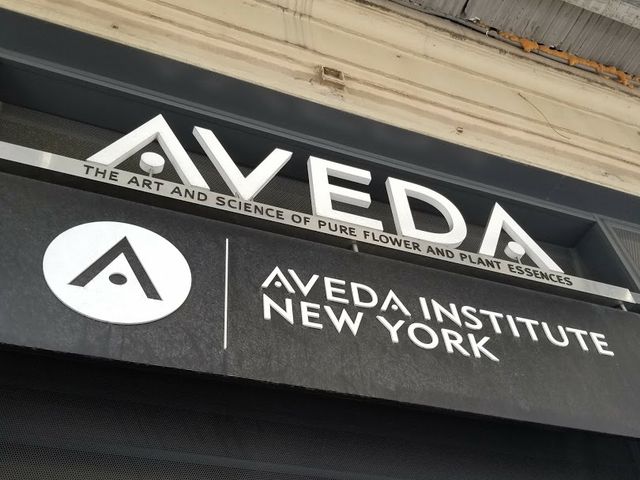 AVEDA
THE ART AND SCIENCE OF PURE FLOWER AND PLANT ESSENCES
AVEDA INSTITUTE
NEW YORK